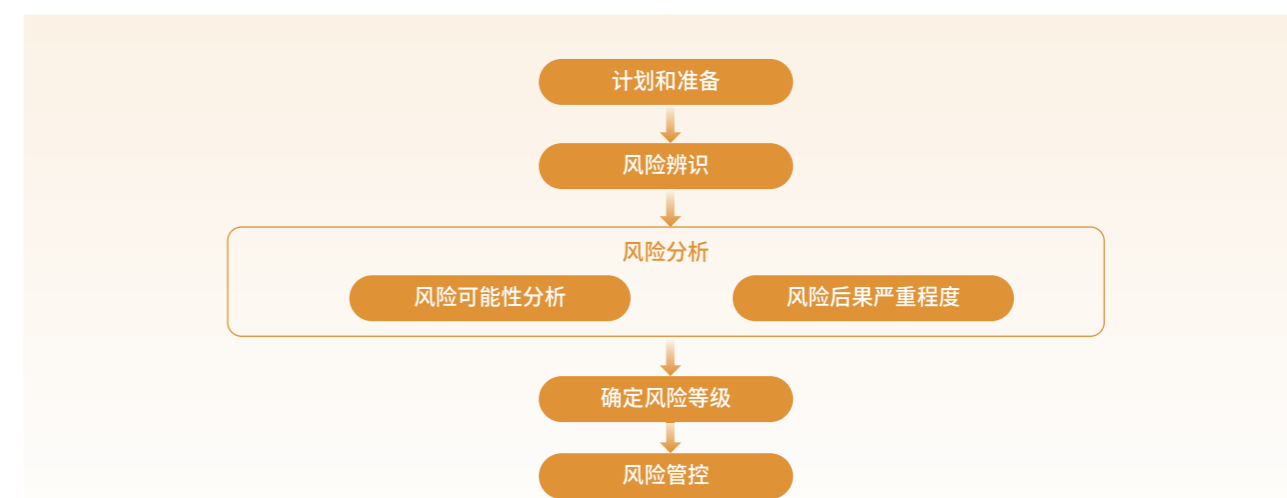 计划和准备
风险辨识
风险分析
风险可能性分析
风险后果严重程度
确定风险等级
风险管控